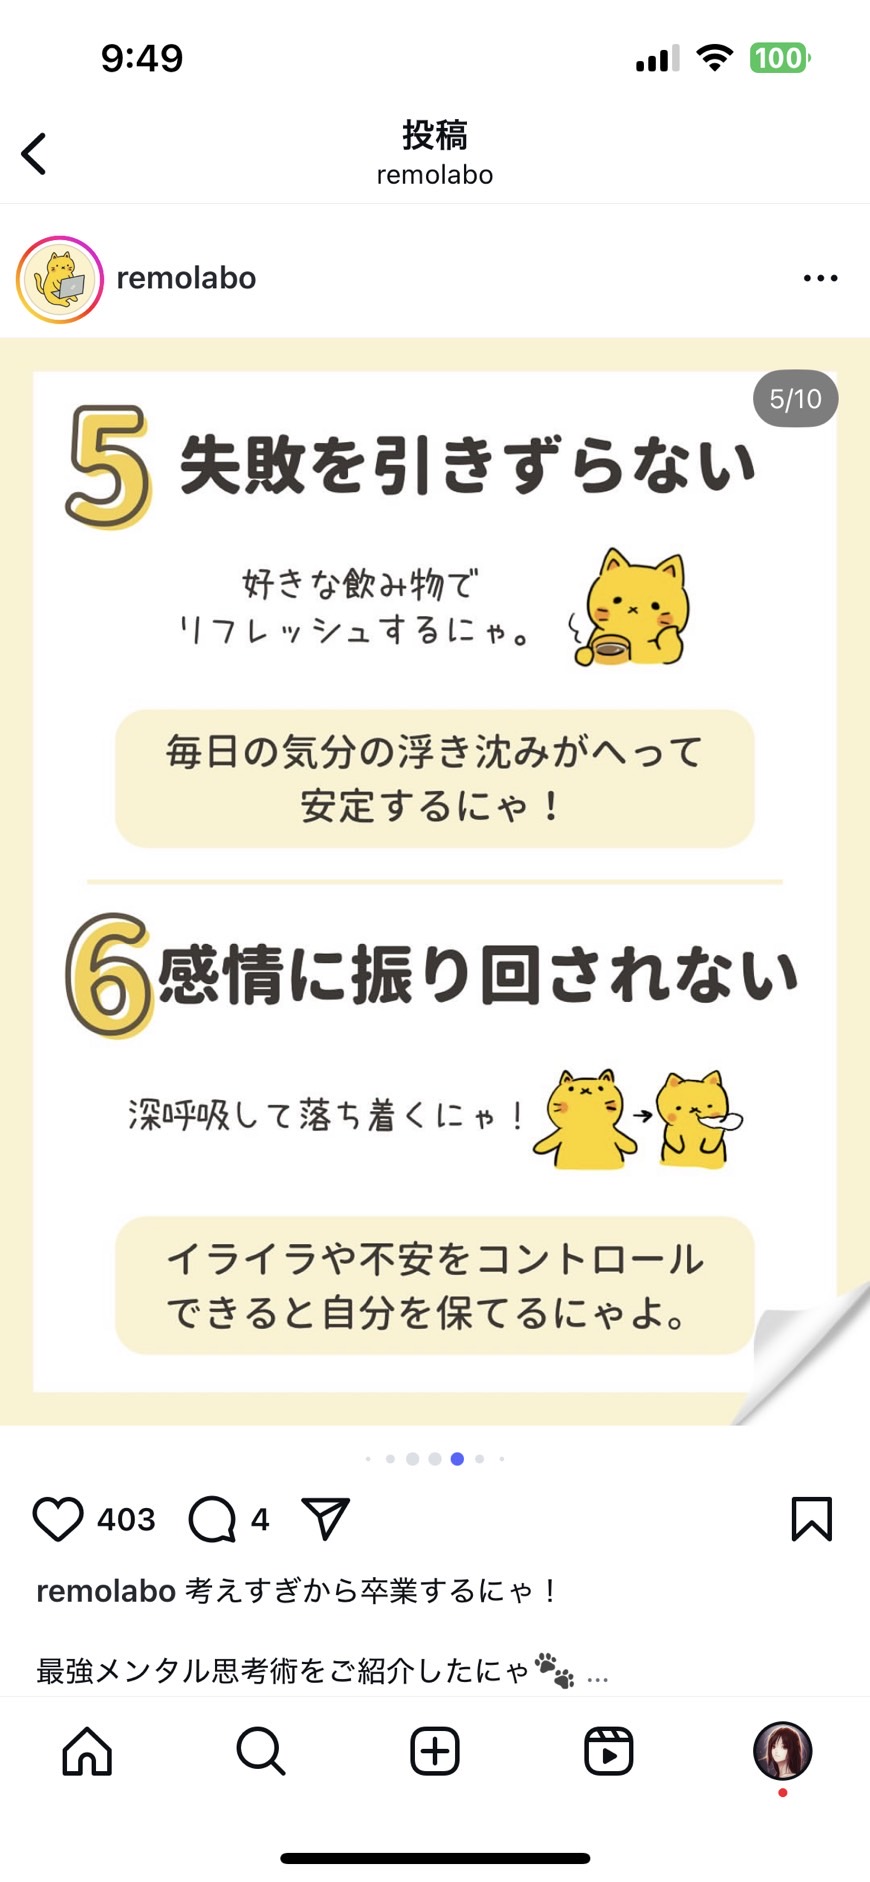 9:49
100
投稿
remolabo
remolabo
5/10
5 失敗を引きずらない
好きな飲み物で
リフレッシュするにゃ。
毎日の気分の浮き沈みがへって
安定するにゃ！
6 感情に振り回されない
深呼吸して落ち着くにゃ！
イライラや不安をコントロール
できると自分を保てるにゃよ。
403 4
remolabo 考えすぎから卒業するにゃ！
最強メンタル思考術をご紹介したにゃ🐾 ...